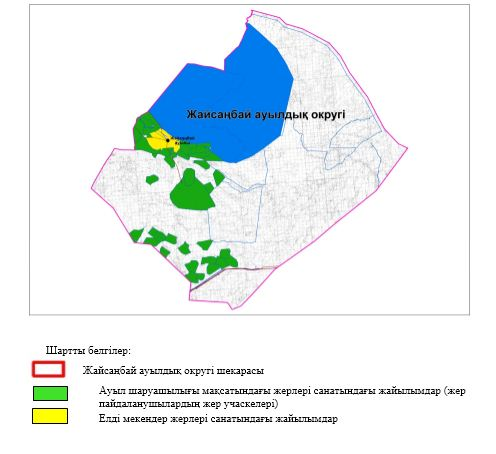 Жайсаңбай ауылдық округі
Шартты белгілер:
Жайсаңбай ауылдық округі шекарасы
Ауыл шаруашылығы мақсатындағы жерлері санатындағы жайылымдар (жер
пайдаланушылардың жер учаскелері)
Елді мекендер жерлері санатындағы жайылымдар